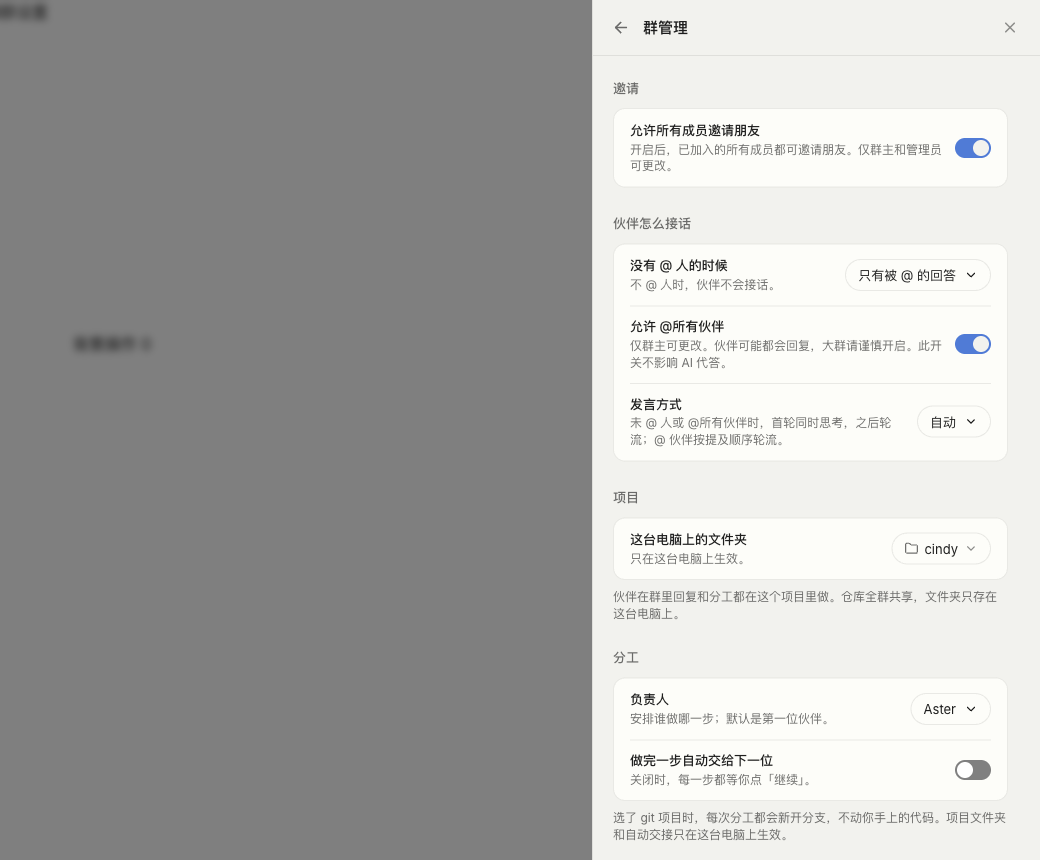 群管理
邀请
允许所有成员邀请朋友
开启后，已加入的所有成员都可邀请朋友。仅群主和管理员
可更改。
伙伴怎么接话
没有 @ 人的时候
不 @ 人时，伙伴不会接话。
只有被 @ 的回答
允许 @所有伙伴
仅群主可更改。伙伴可能都会回复，大群请谨慎开启。此开
关不影响 AI 代答。
发言方式
未 @ 人或 @所有伙伴时，首轮同时思考，之后轮
流；@ 伙伴按提及顺序轮流。
自动
项目
这台电脑上的文件夹
只在这台电脑上生效。
cindy
伙伴在群里回复和分工都在这个项目里做。仓库全群共享，文件夹只存在
这台电脑上。
分工
负责人
安排谁做哪一步；默认是第一位伙伴。
Aster
做完一步自动交给下一位
关闭时，每一步都等你点「继续」。
选了 git 项目时，每次分工都会新开分支，不动你手上的代码。项目文件夹
和自动交接只在这台电脑上生效。